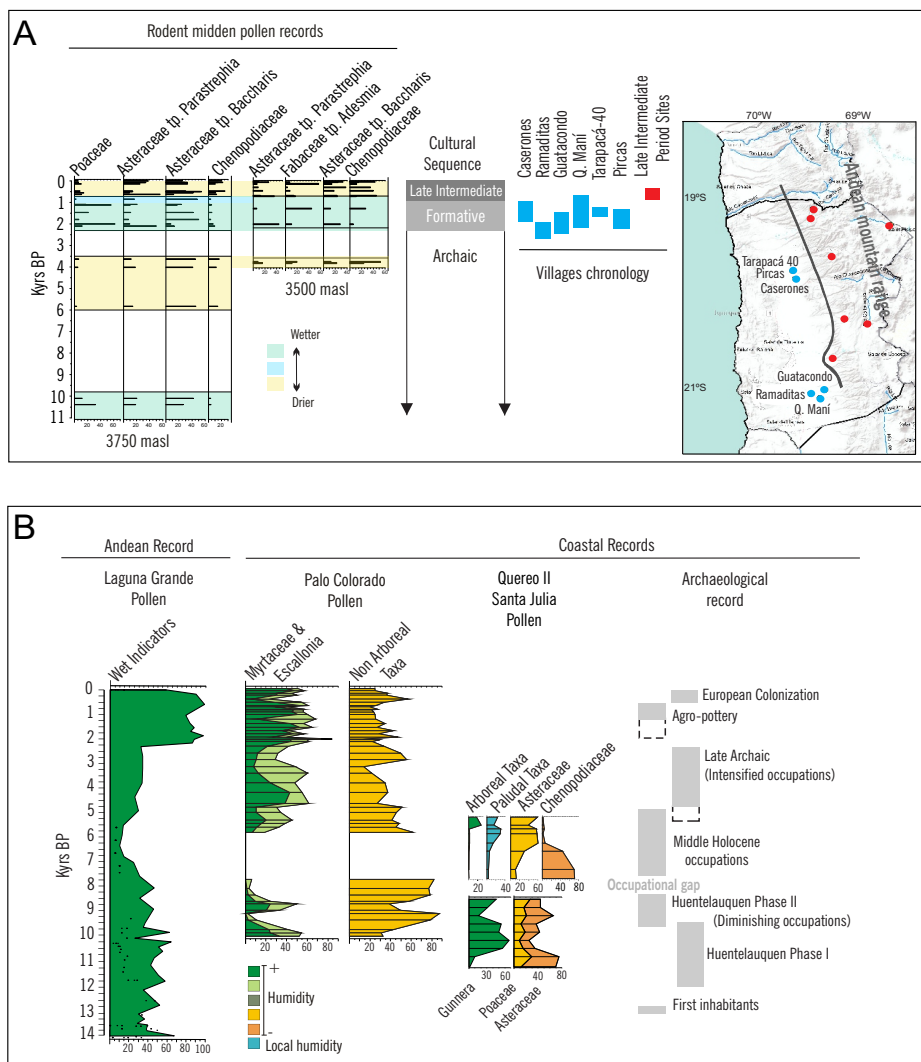 A
Rodent midden pollen records
Poaceae
Asteraceae tp. Parastrephia
Asteraceae tp. Baccharis
Chenopodiaceae
Asteraceae tp. Parastrephia
Fabaceae tp. Adesmia
Asteraceae tp. Baccharis
Chenopodiaceae
Kyrs BP
0
1
2
3
4
5
6
7
8
9
10
11
3750 masl
3500 masl
Wetter
Drier
Cultural
Sequence
Late Intermediate
Formative
Archaic
Caserones
Ramaditas
Guatacondo
Q. Maní
Tarapacá-40
Pircas
Late Intermediate
Period Sites
Villages chronology
70ºW
69ºW
19ºS
21ºS
Andean mountain range
Tarapacá 40
Pircas
Caserones
Guatacondo
Ramaditas
Q. Maní
B
Andean Record
Coastal Records
Laguna Grande
Pollen
Palo Colorado
Pollen
Quereo II
Santa Julia
Pollen
Archaeological
record
Wet Indicators
Myrtaceae &
Escallonia
Non Arboreal
Taxa
Kyrs BP
0
1
2
3
4
5
6
7
8
9
10
11
12
13
14
0 20 40 60 80 100
0 20 40 60 80
0 20 40 60 80
Arboreal Taxa
Paludal Taxa
Asteraceae
Chenopodiaceae
20
20
20 60
20 80
30 60
40 80
Gunnera
Poaceae
Asteraceae
+
Humidity
-
Local humidity
European Colonization
Agro-pottery
Late Archaic
(Intensified occupations)
Middle Holocene
occupations
Occupational gap
Huentelauquen Phase II
(Diminishing occupations)
Huentelauquen Phase I
First inhabitants